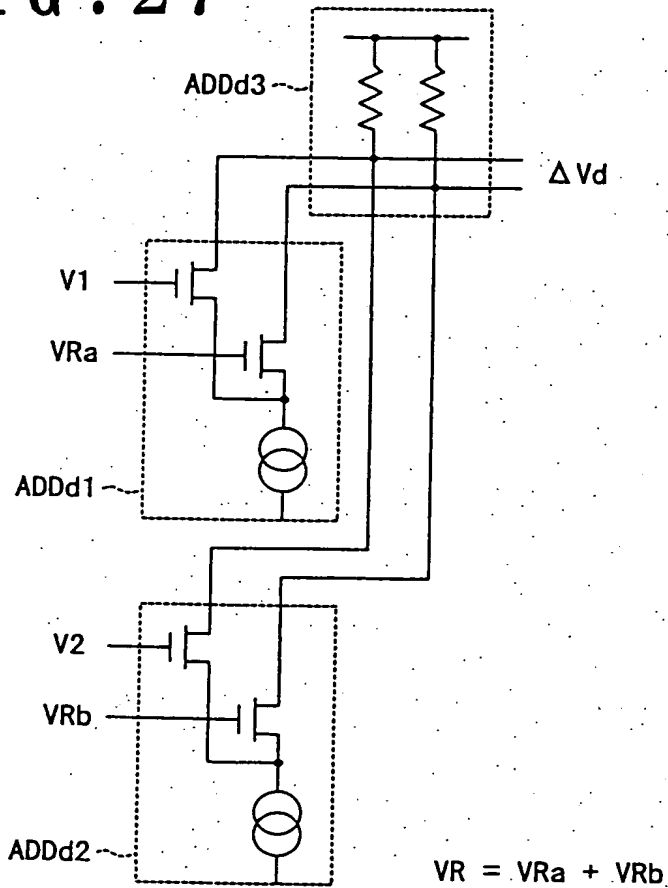 ADDd3
ΔVd
V1
VRa
ADDd1
V2
VRb
ADDd2
VR = VRa + VRb